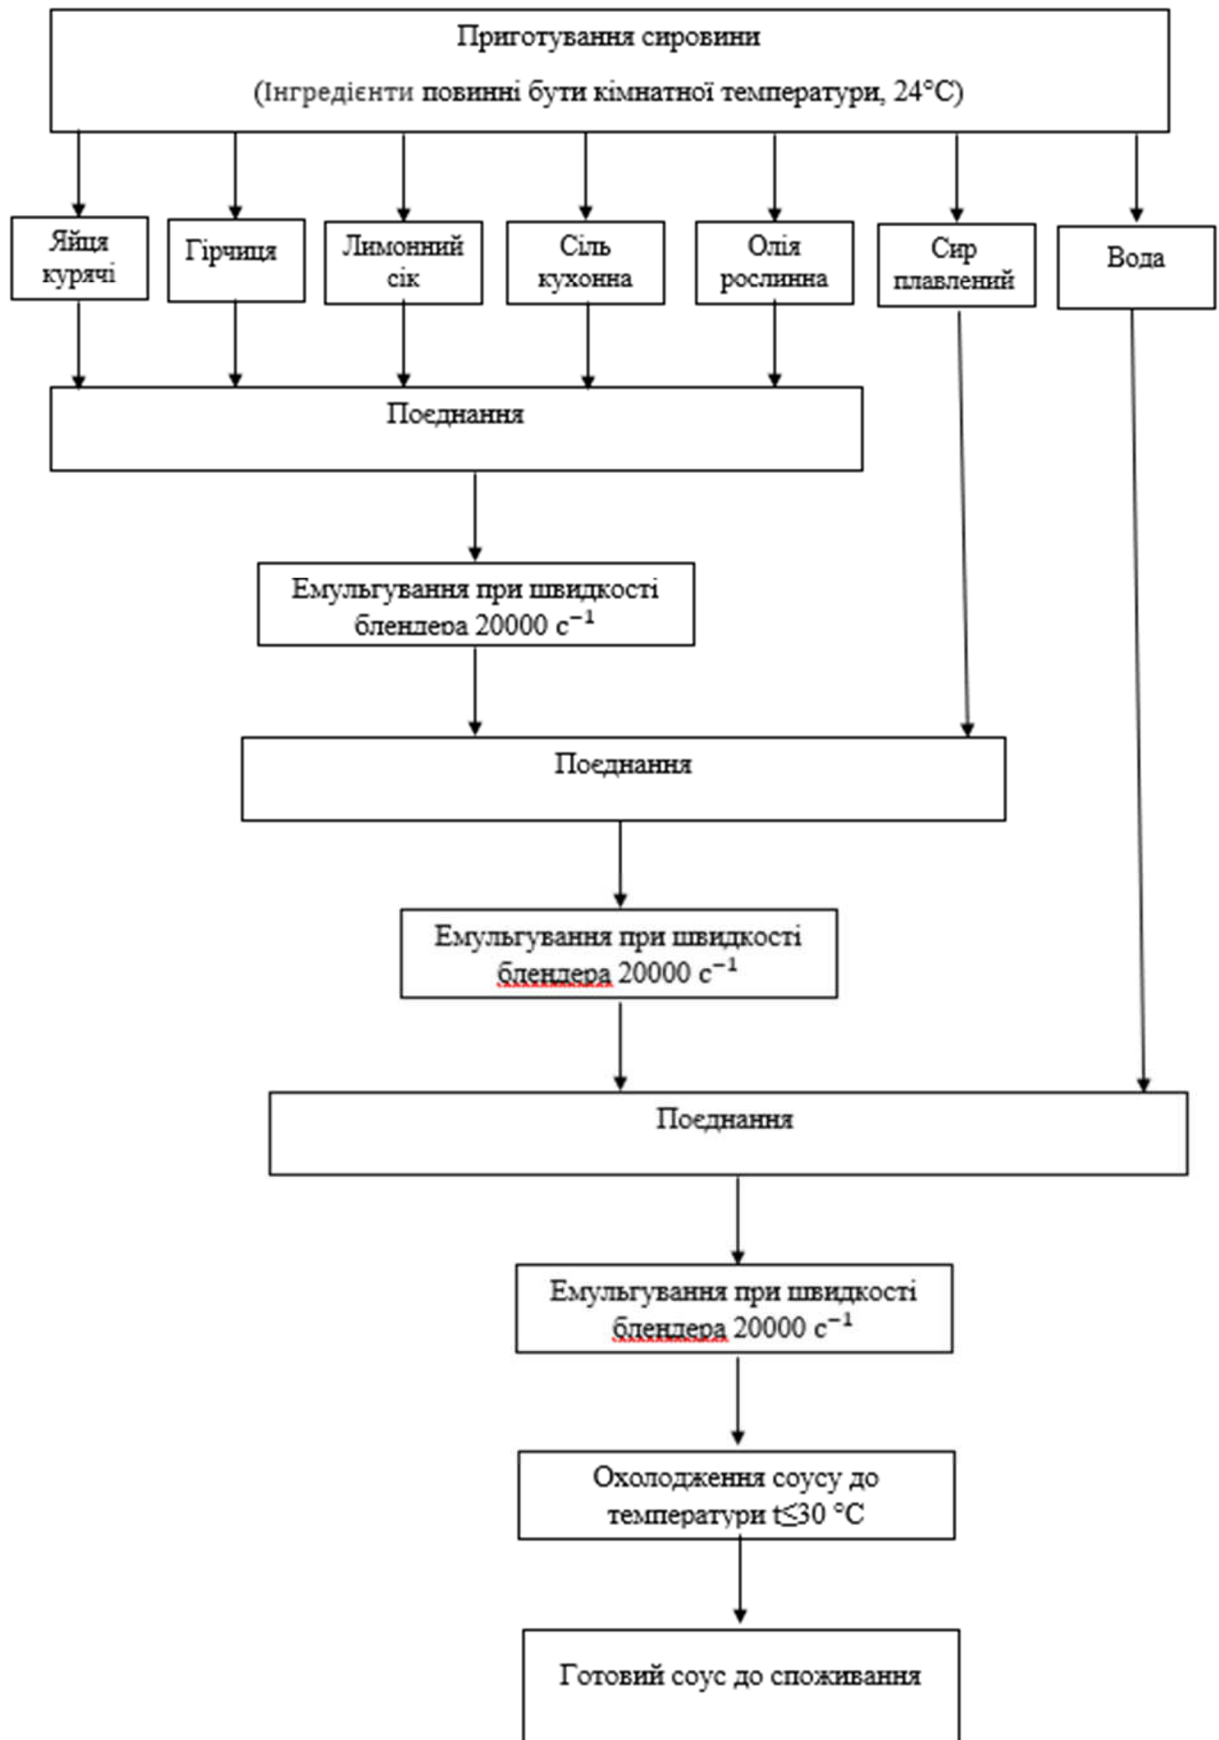 Приготування сировини
(Інгредієнти повинні бути кімнатної температури, 24°С)
Яйця
курячі
Гірчиця
Лимонний
сік
Сіль
кухонна
Олія
рослинна
Сир
плавлений
Вода
Поєднання
Емульгування при швидкості
блендера 20000 с⁻¹
Поєднання
Емульгування при швидкості
блендера 20000 с⁻¹
Поєднання
Емульгування при швидкості
блендера 20000 с⁻¹
Охолодження соусу до
температури t≤30 °С
Готовий соус до споживання